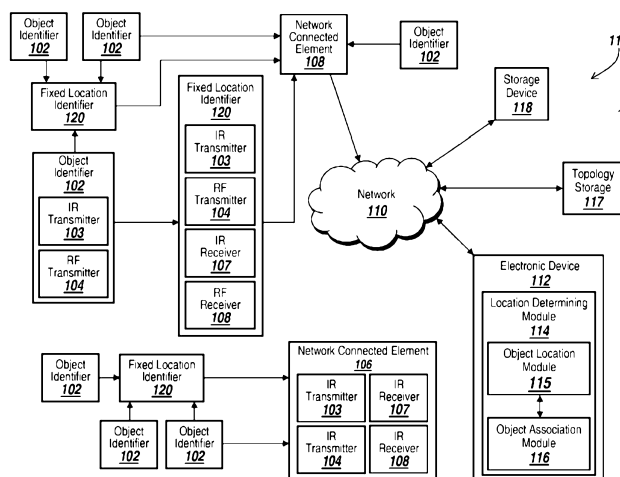 Object
Identifier
102
Object
Identifier
102
Network
Connected
Element
108
Object
Identifier
102
11
Fixed Location
Identifier
120
Fixed Location
Identifier
120
IR
Transmitter
103
RF
Transmitter
104
IR
Receiver
107
RF
Receiver
108
Object
Identifier
102
IR
Transmitter
103
RF
Transmitter
104
Storage
Device
118
Network
110
Topology
Storage
117
Electronic Device
112
Location Determining
Module
114
Object Location
Module
115
Object Association
Module
116
Object
Identifier
102
Fixed Location
Identifier
120
Object
Identifier
102
Object
Identifier
102
Network Connected Element
106
IR
Transmitter
103
IR
Receiver
107
IR
Transmitter
104
IR
Receiver
108